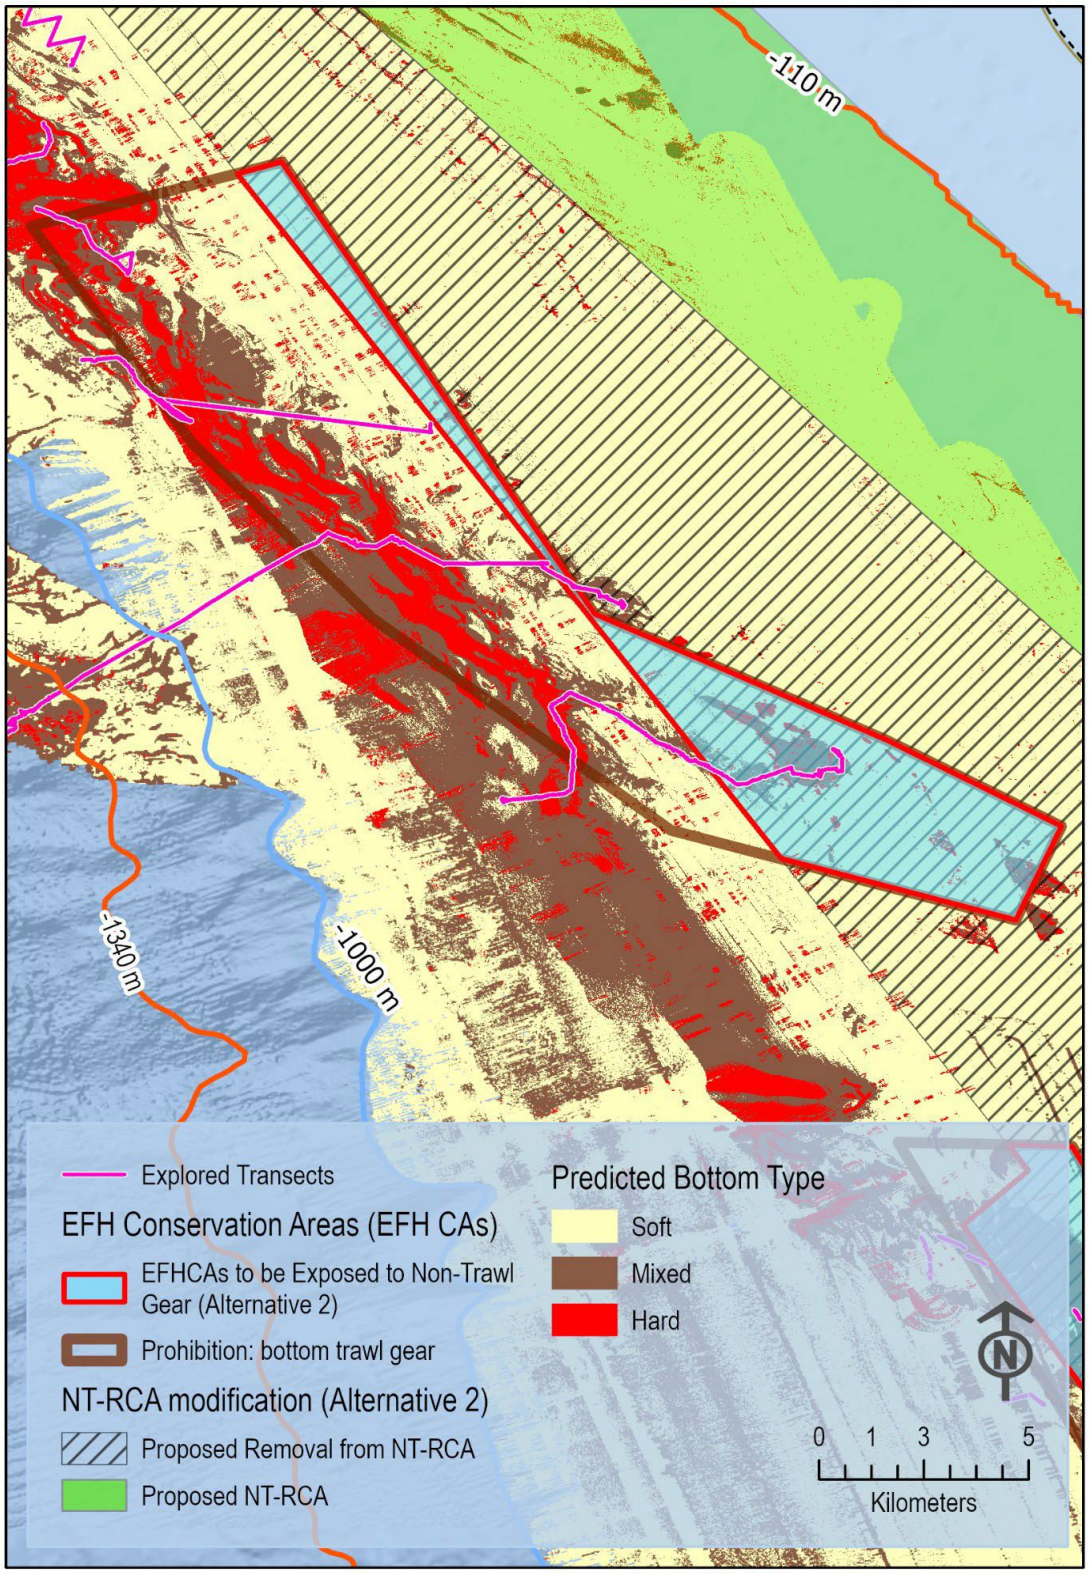 -110 m
-1340 m
-1000 m
Explored Transects
EFH Conservation Areas (EFH CAs)
EFHCAs to be Exposed to Non-Trawl
Gear (Alternative 2)
Prohibition: bottom trawl gear
NT-RCA modification (Alternative 2)
Proposed Removal from NT-RCA
Proposed NT-RCA
Predicted Bottom Type
Soft
Mixed
Hard
N
0 1 3 5
Kilometers